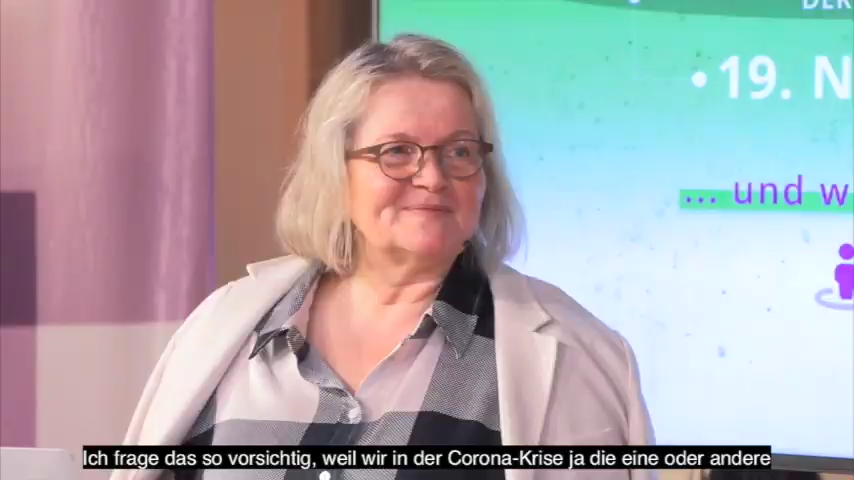 DER
•19. N
... und w
Ich frage das so vorsichtig, weil wir in der Corona-Krise ja die eine oder andere